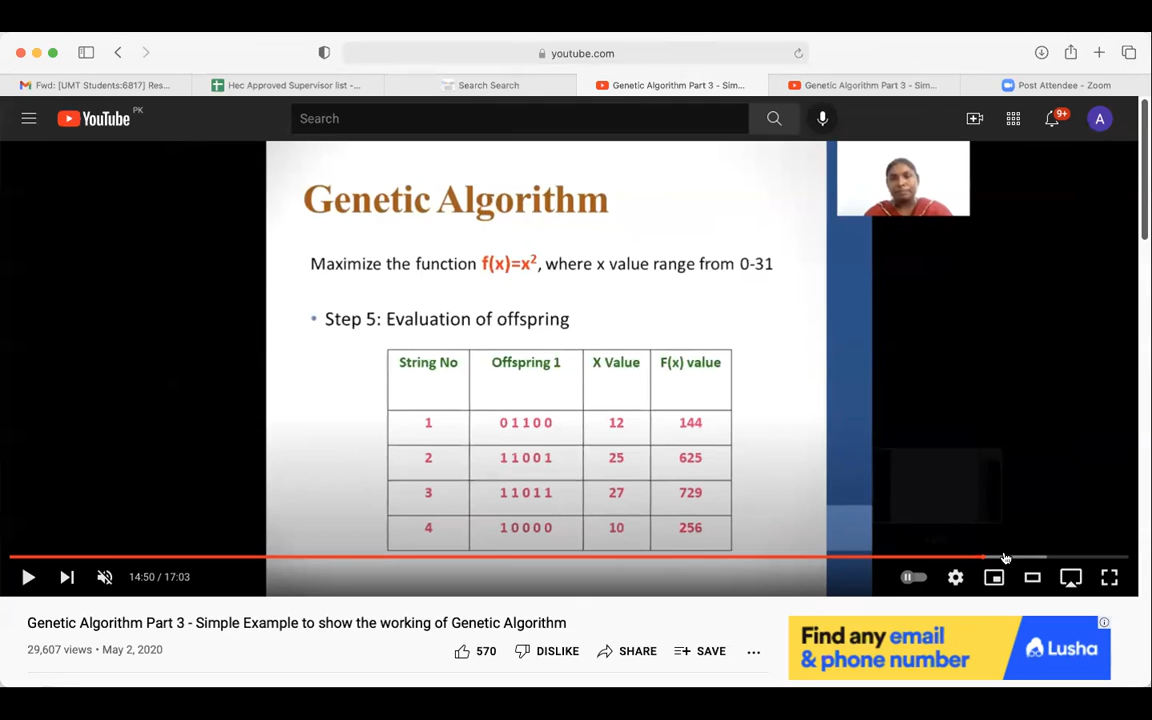 youtube.com
Fwd: [UMT Students:6817] Res...
Hec Approved Supervisor list -...
Search Search
Genetic Algorithm Part 3 - Sim...
Genetic Algorithm Part 3 - Sim...
Post Attendee - Zoom
YouTube PK
Search
9+
A
Genetic Algorithm
Maximize the function f(x)=x², where x value range from 0-31
• Step 5: Evaluation of offspring
String No Offspring 1 X Value F(x) value
1 0 1 1 0 0 12 144
2 1 1 0 0 1 25 625
3 1 1 0 1 1 27 729
4 1 0 0 0 0 10 256
14:50 / 17:03
Genetic Algorithm Part 3 - Simple Example to show the working of Genetic Algorithm
29,607 views • May 2, 2020
570 DISLIKE SHARE SAVE ...
Find any email
& phone number
Lusha